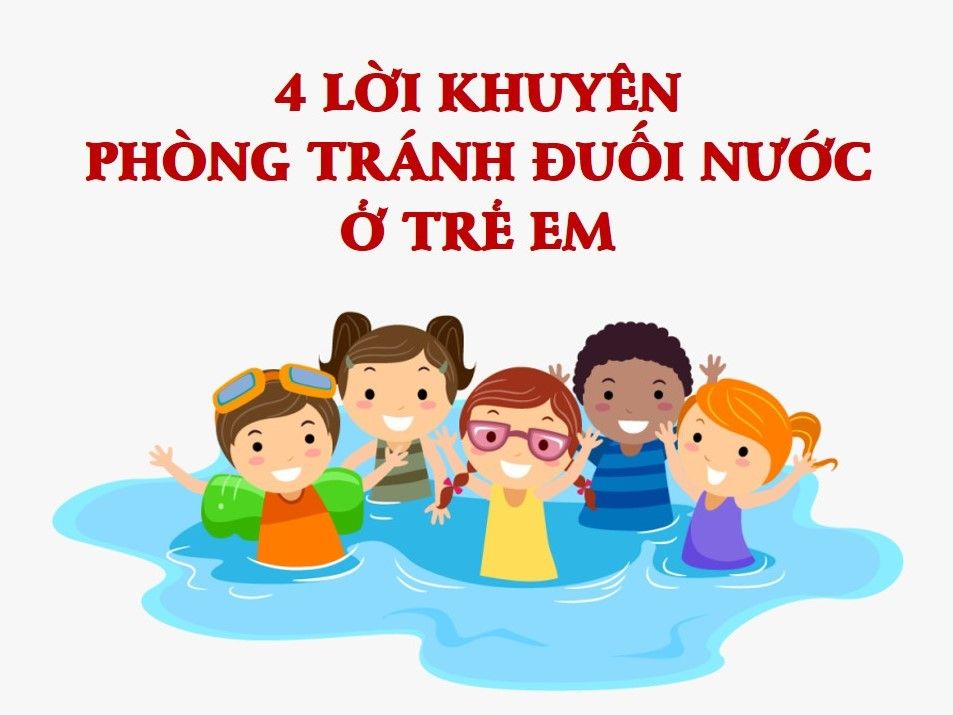 4 LỜI KHUYÊN
PHÒNG TRÁNH ĐUỐI NƯỚC
Ở TRẺ EM